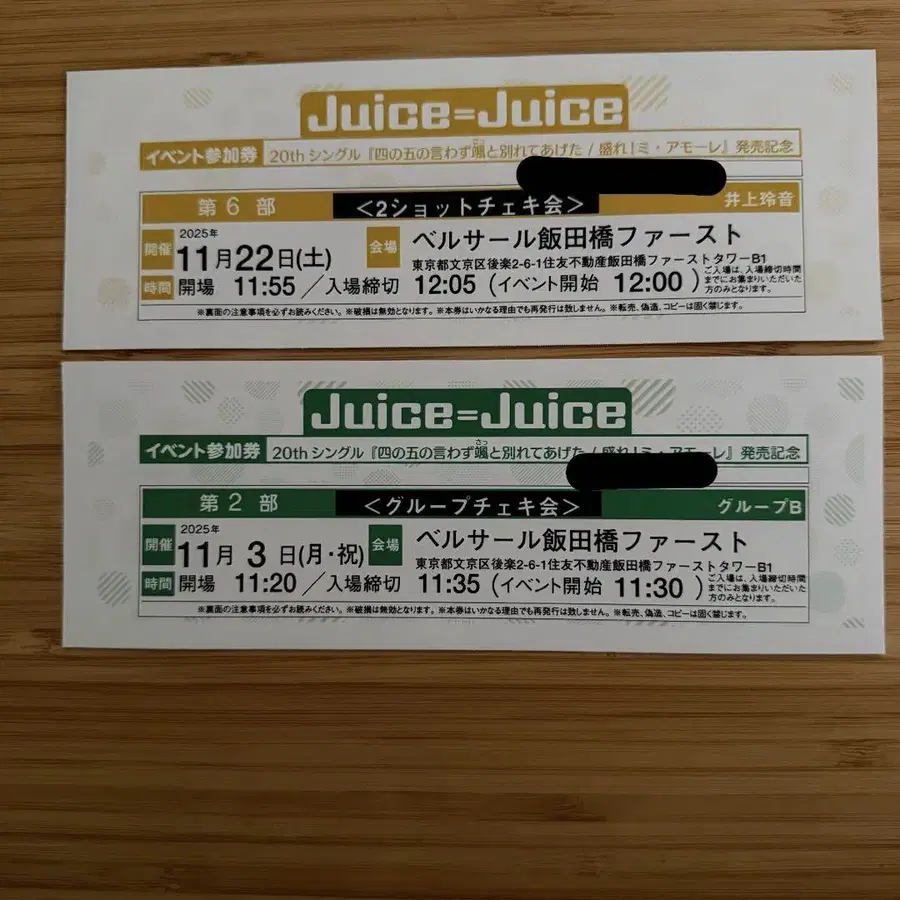 Juice=Juice
イベント参加券 20thシングル『四の五の言わず颯と別れてあげた / 盛れ!ミ・アモーレ』発売記念
第6部 <2ショットチェキ会> 井上玲音
開催 2025年 11月22日(土) 会場 ベルサール飯田橋ファースト
東京都文京区後楽2-6-1住友不動産飯田橋ファーストタワーB1
時間 開場 11:55 /入場締切 12:05 (イベント開始 12:00) ご入場は、入場締切時間までにお集まりいただいた方のみとなります。
※裏面の注意事項を必ずお読みください。※破損は無効となります。※本券はいかなる理由でも再発行は致しません。※転売、偽造、コピーは固く禁じます。
Juice=Juice
イベント参加券 20thシングル『四の五の言わず颯と別れてあげた / 盛れ!ミ・アモーレ』発売記念
さっ
第2部 <グループチェキ会> グループB
開催 2025年 11月3日(月・祝) 会場 ベルサール飯田橋ファースト
東京都文京区後楽2-6-1住友不動産飯田橋ファーストタワーB1
時間 開場 11:20 /入場締切 11:35 (イベント開始 11:30) ご入場は、入場締切時間までにお集まりいただいた方のみとなります。
※裏面の注意事項を必ずお読みください。※破損は無効となります。※本券はいかなる理由でも再発行は致しません。※転売、偽造、コピーは固く禁じます。